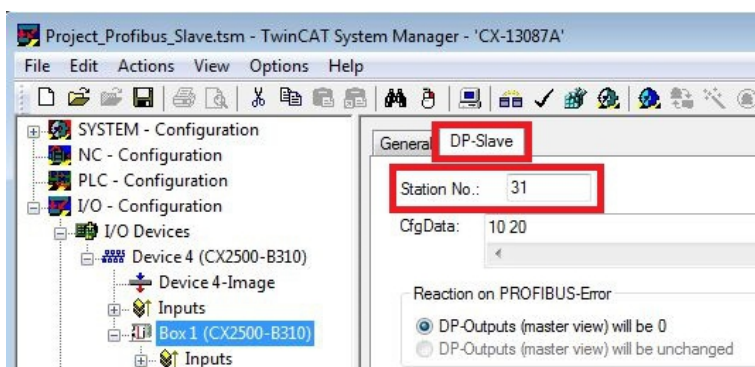 Project_Profibus_Slave.tsm - TwinCAT System Manager - 'CX-13087A'
File Edit Actions View Options Help
SYSTEM - Configuration
NC - Configuration
PLC - Configuration
I/O - Configuration
I/O Devices
Device 4 (CX2500-B310)
Device 4-Image
Inputs
Box 1 (CX2500-B310)
Inputs
General DP-Slave
Station No.: 31
CfgData: 10 20
Reaction on PROFIBUS-Error
DP-Outputs (master view) will be 0
DP-Outputs (master view) will be unchanged